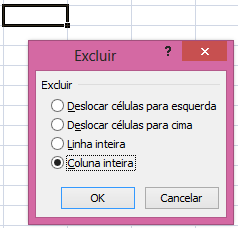 Excluir
?
Excluir
Deslocar células para esquerda
Deslocar células para cima
Linha inteira
Coluna inteira
OK
Cancelar